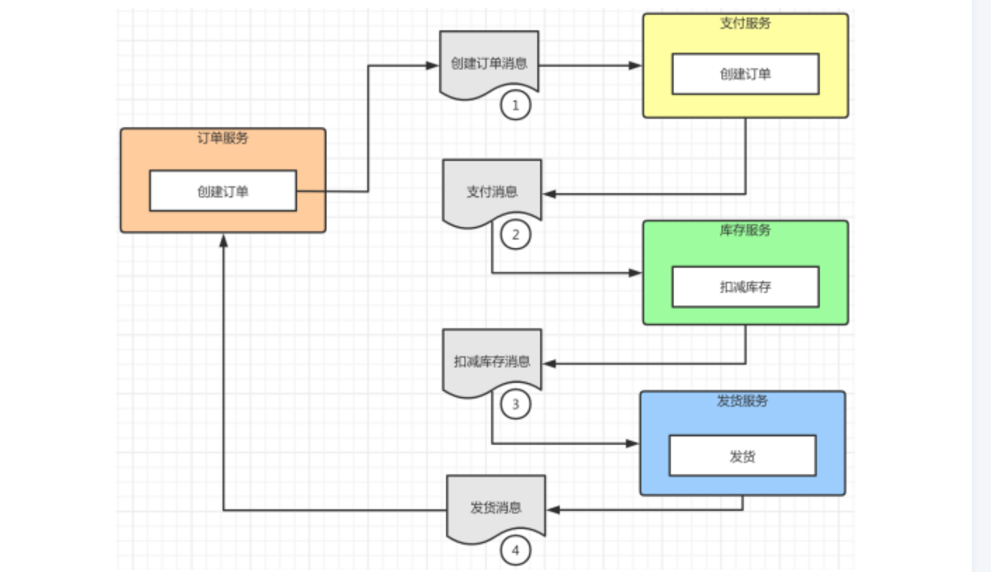 支付服务
创建订单消息
创建订单
1
订单服务
创建订单
支付消息
2
库存服务
扣减库存
扣减库存消息
3
发货服务
发货
发货消息
4